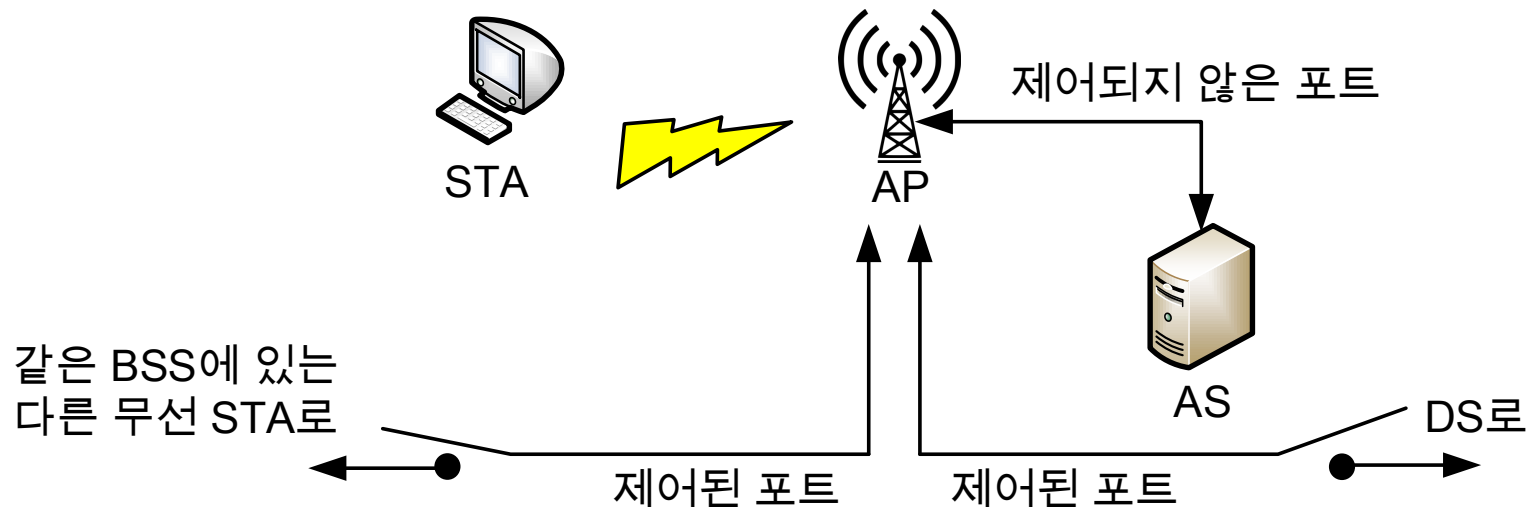 제어되지 않은 포트
STA
AP
AS
같은 BSS에 있는
다른 무선 STA로
DS로
제어된 포트
제어된 포트